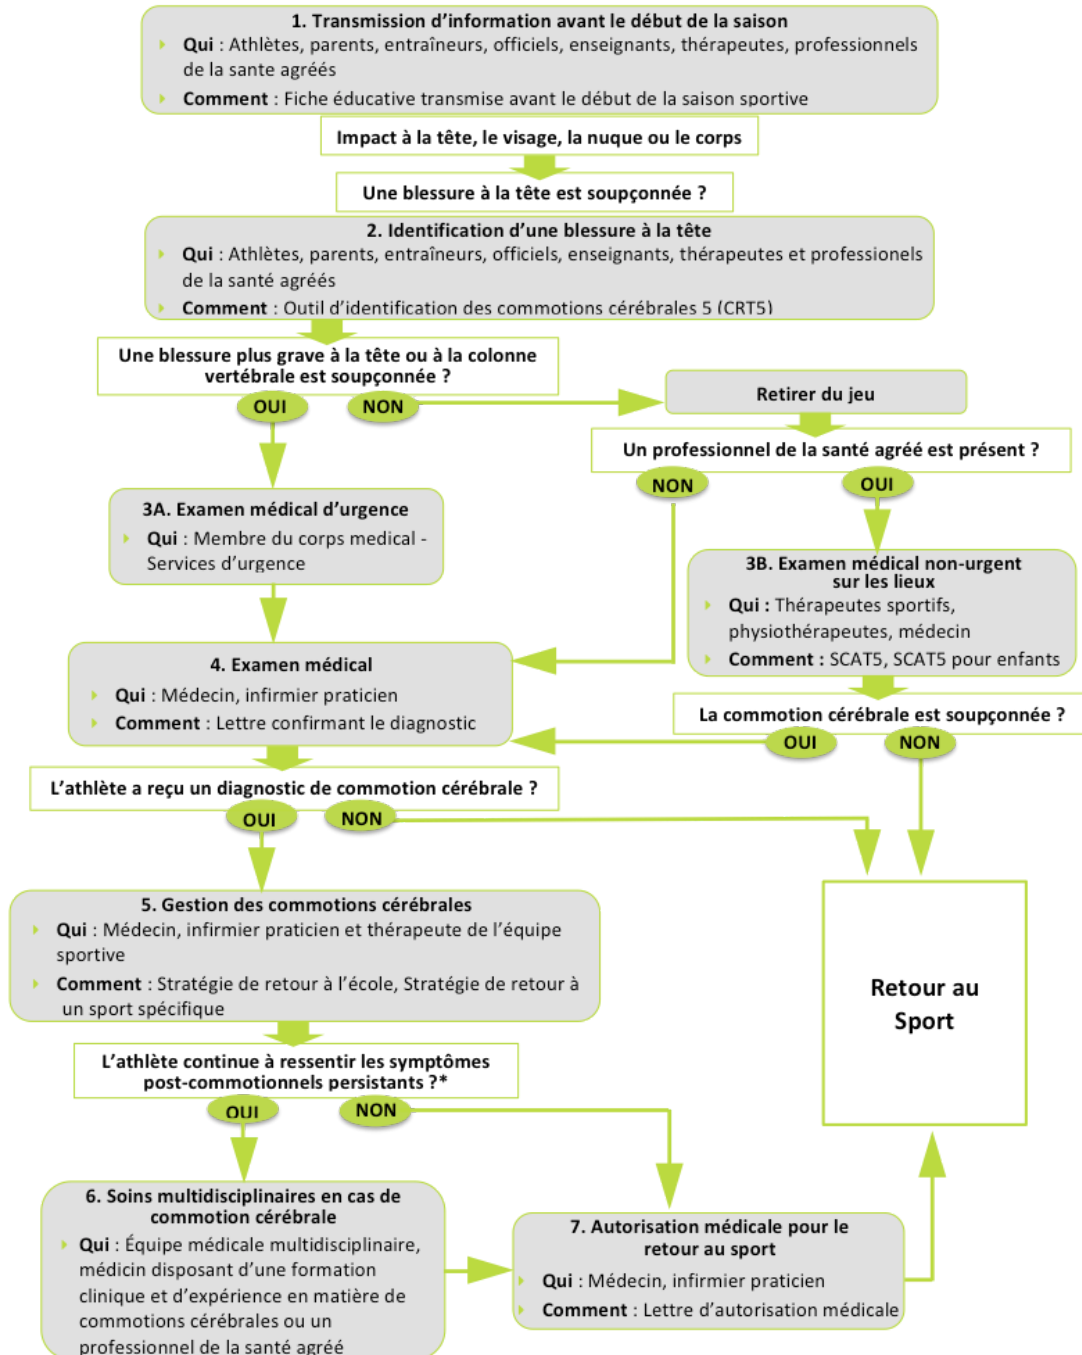 1. Transmission d'information avant le début de la saison
Qui : Athlètes, parents, entraîneurs, officiels, enseignants, thérapeutes, professionnels
de la sante agréés
Comment : Fiche éducative transmise avant le début de la saison sportive
Impact à la tête, le visage, la nuque ou le corps
Une blessure à la tête est soupçonnée ?
2. Identification d'une blessure à la tête
Qui : Athlètes, parents, entraîneurs, officiels, enseignants, thérapeutes et professionels
de la santé agréés
Comment : Outil d'identification des commotions cérébrales 5 (CRT5)
Une blessure plus grave à la tête ou à la colonne
vertébrale est soupçonnée ?
OUI
NON
Retirer du jeu
Un professionnel de la santé agréé est présent ?
NON
OUI
3A. Examen médical d'urgence
Qui : Membre du corps medical -
Services d'urgence
3B. Examen médical non-urgent
sur les lieux
Qui : Thérapeutes sportifs,
physiothérapeutes, médecin
Comment : SCAT5, SCAT5 pour enfants
4. Examen médical
Qui : Médecin, infirmier praticien
Comment : Lettre confirmant le diagnostic
La commotion cérébrale est soupçonnée ?
OUI
NON
L'athlète a reçu un diagnostic de commotion cérébrale ?
OUI
NON
5. Gestion des commotions cérébrales
Qui : Médecin, infirmier praticien et thérapeute de l'équipe
sportive
Comment : Stratégie de retour à l'école, Stratégie de retour à
un sport spécifique
Retour au
Sport
L'athlète continue à ressentir les symptômes
post-commotionnels persistants ?*
OUI
NON
6. Soins multidisciplinaires en cas de
commotion cérébrale
Qui : Équipe médicale multidisciplinaire,
médicin disposant d'une formation
clinique et d'expérience en matière de
commotions cérébrales ou un
professionnel de la santé agréé
7. Autorisation médicale pour le
retour au sport
Qui : Médecin, infirmier praticien
Comment : Lettre d'autorisation médicale